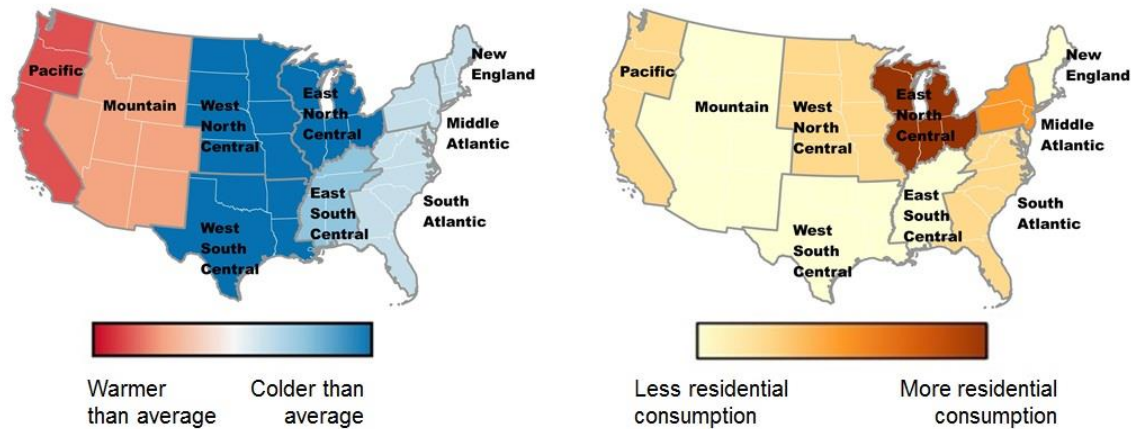 New
England
Pacific
Mountain
West
North
Central
East
North
Central
Middle
Atlantic
East
South
Central
South
Atlantic
West
South
Central
Warmer
than average
Colder than
average
New
England
Pacific
Mountain
West
North
Central
East
North
Central
Middle
Atlantic
East
South
Central
South
Atlantic
West
South
Central
Less residential
consumption
More residential
consumption